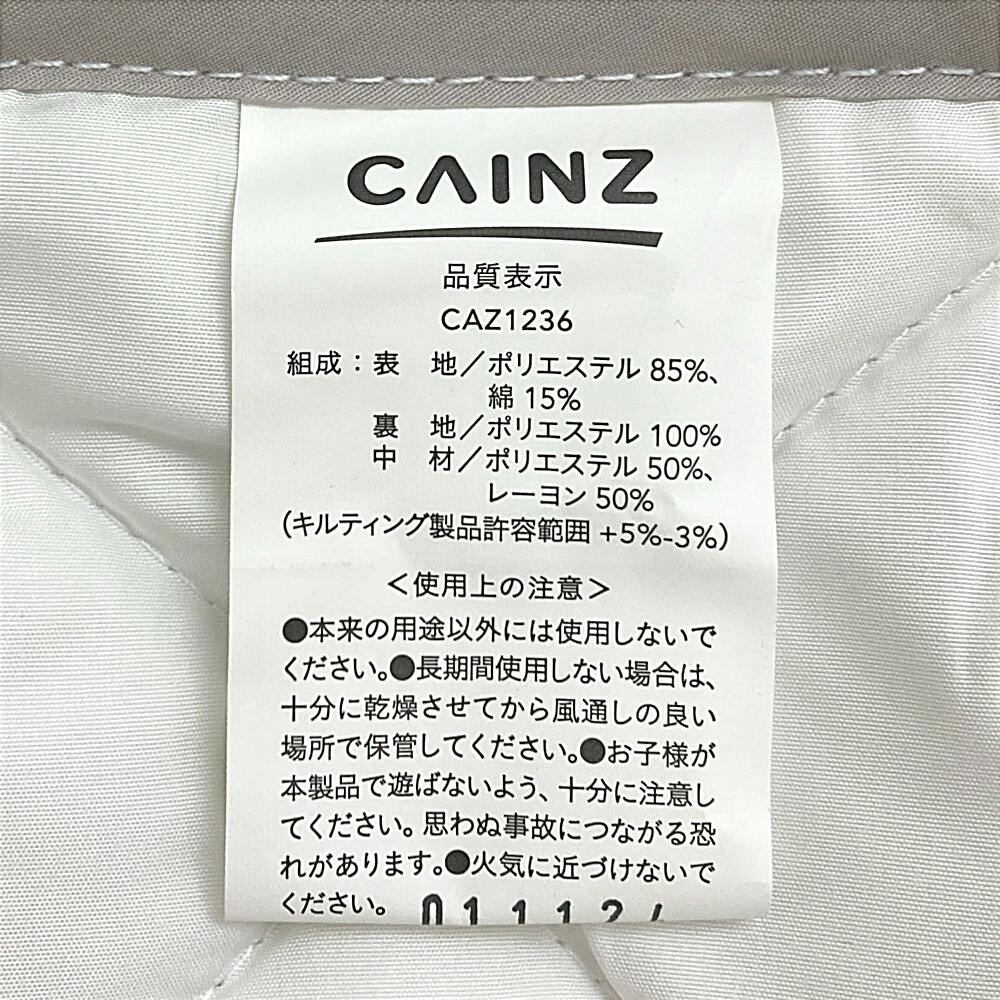 CAINZ
品質表示
CAZ1236
組成：表　地／ポリエステル 85%、
綿 15%
裏　地／ポリエステル 100%
中　材／ポリエステル 50%、
レーヨン 50%
（キルティング製品許容範囲 +5%-3%）
＜使用上の注意＞
●本来の用途以外には使用しないで
ください。●長期間使用しない場合は、
十分に乾燥させてから風通しの良い
場所で保管してください。●お子様が
本製品で遊ばないよう、十分に注意し
てください。思わぬ事故につながる恐
れがあります。●火気に近づけないで
ください。